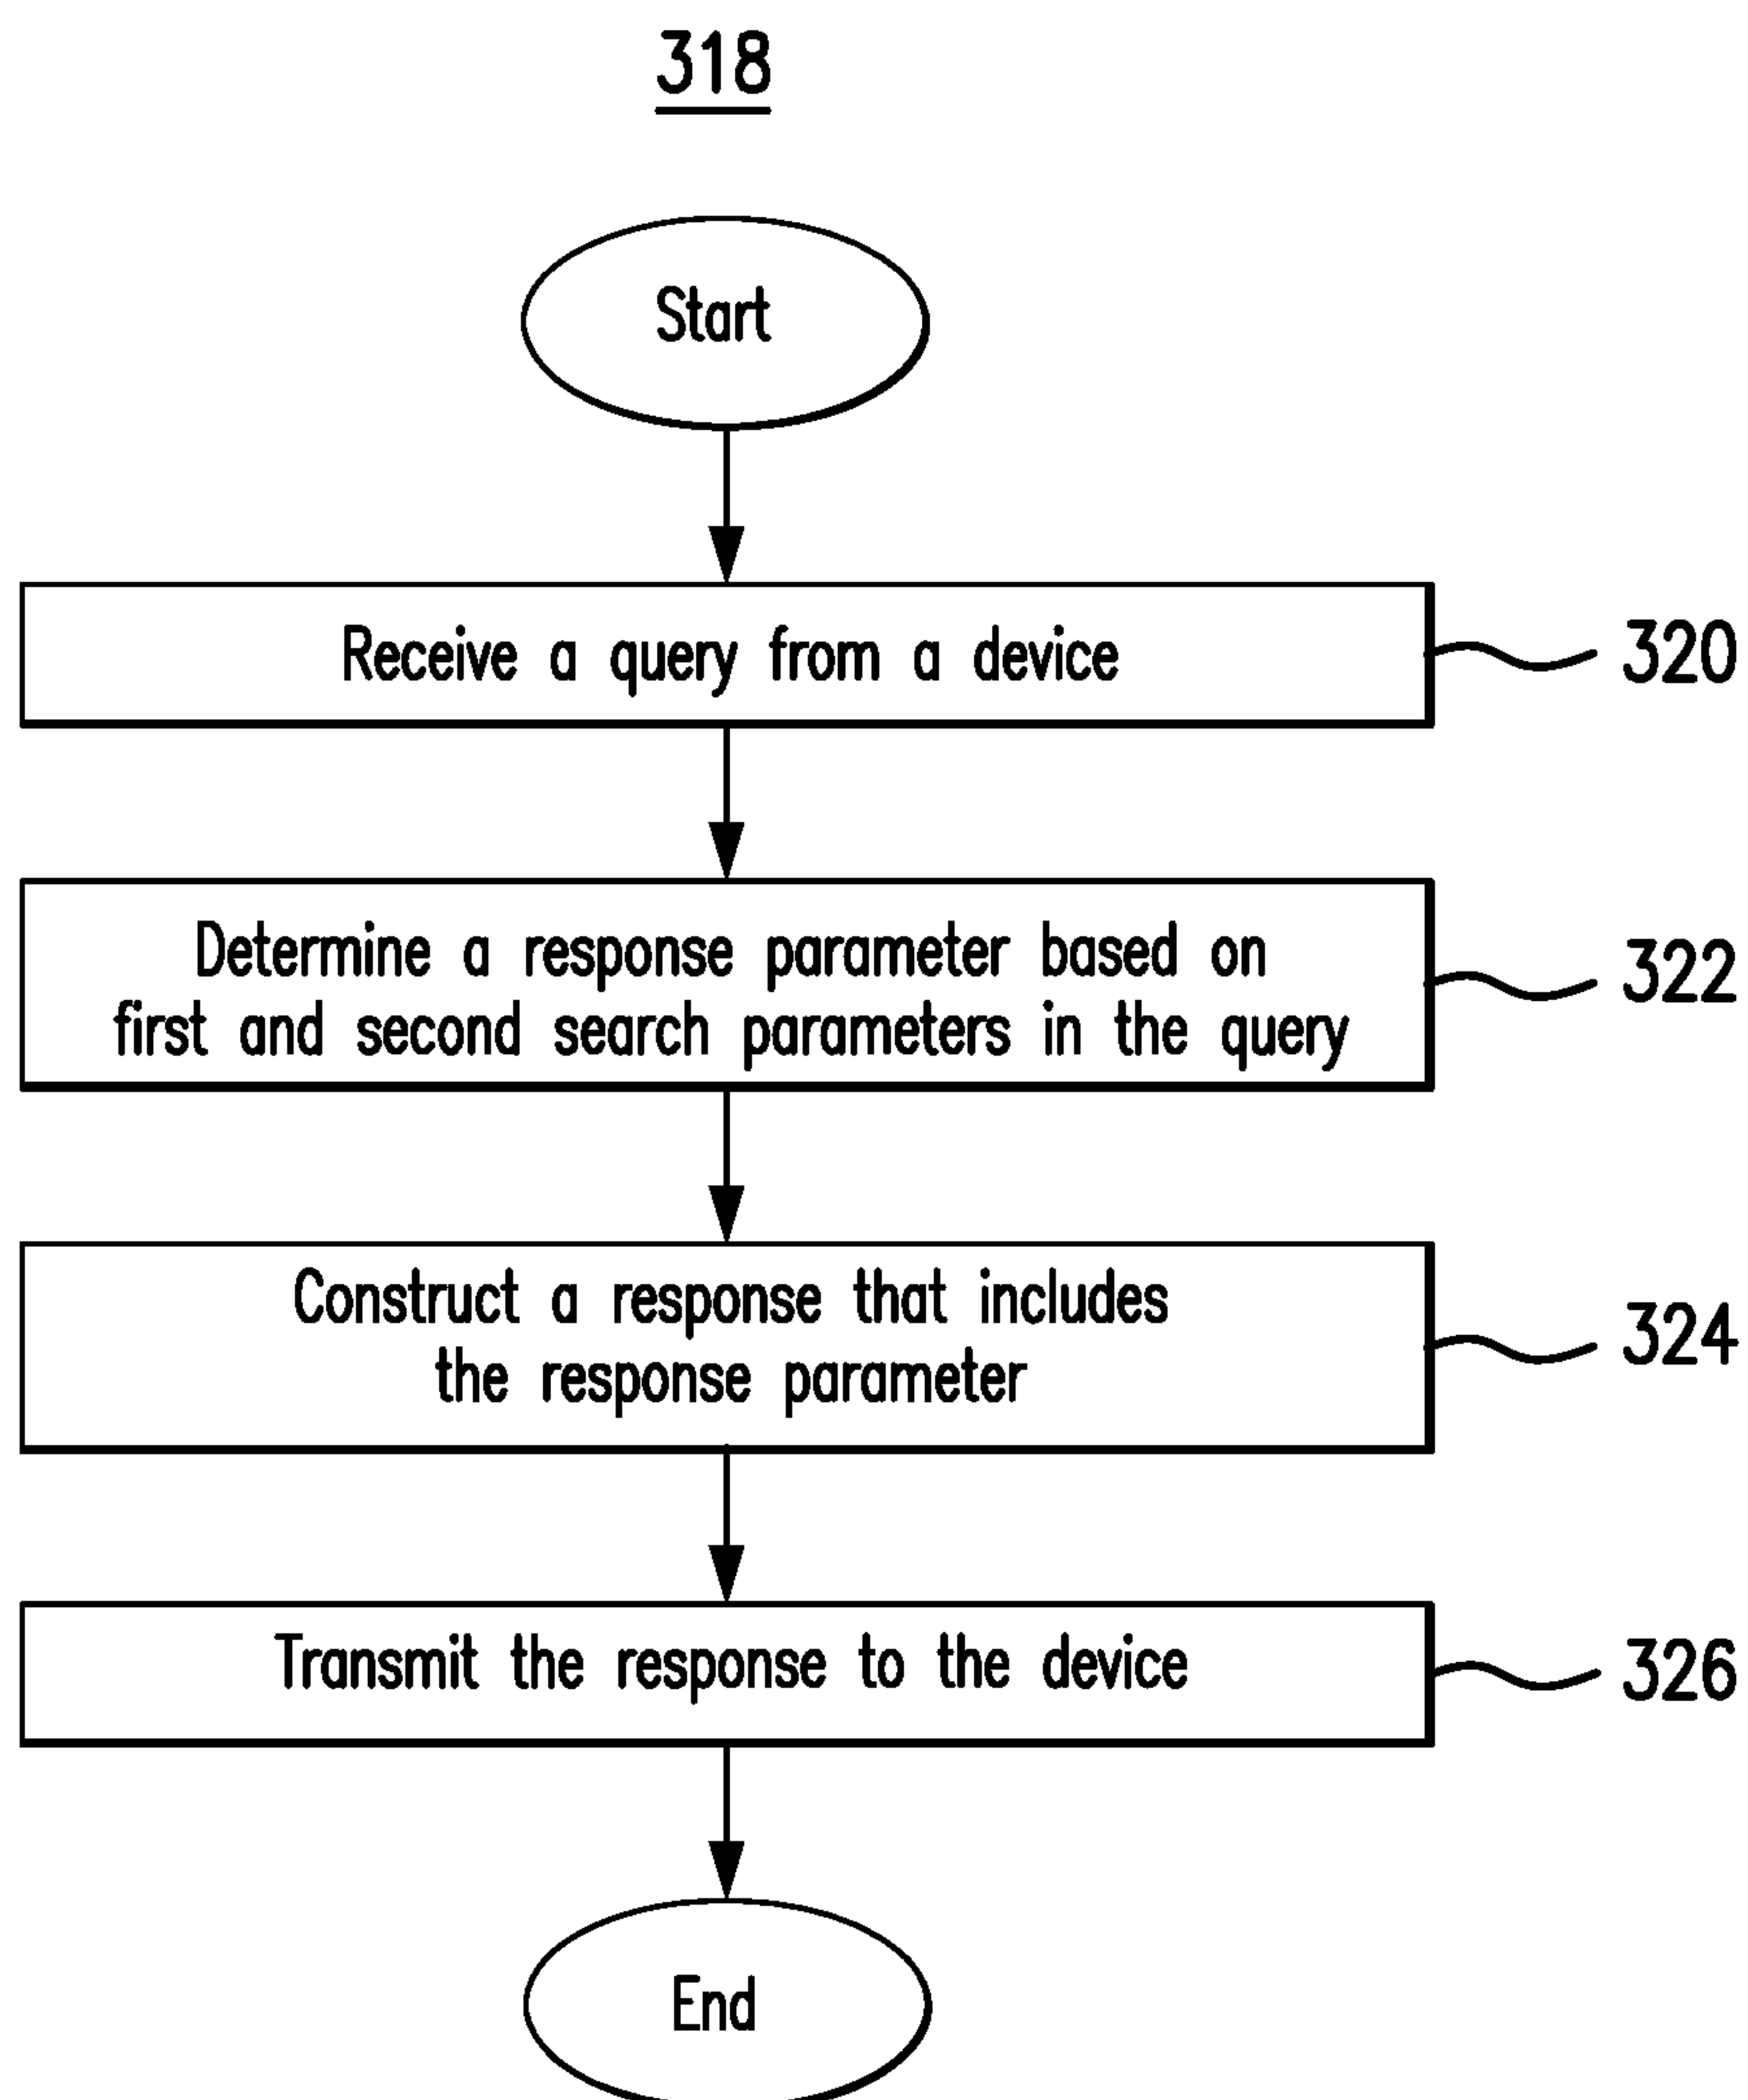 318
Start
Receive a query from a device
320
Determine a response parameter based on
first and second search parameters in the query
322
Construct a response that includes
the response parameter
324
Transmit the response to the device
326
End